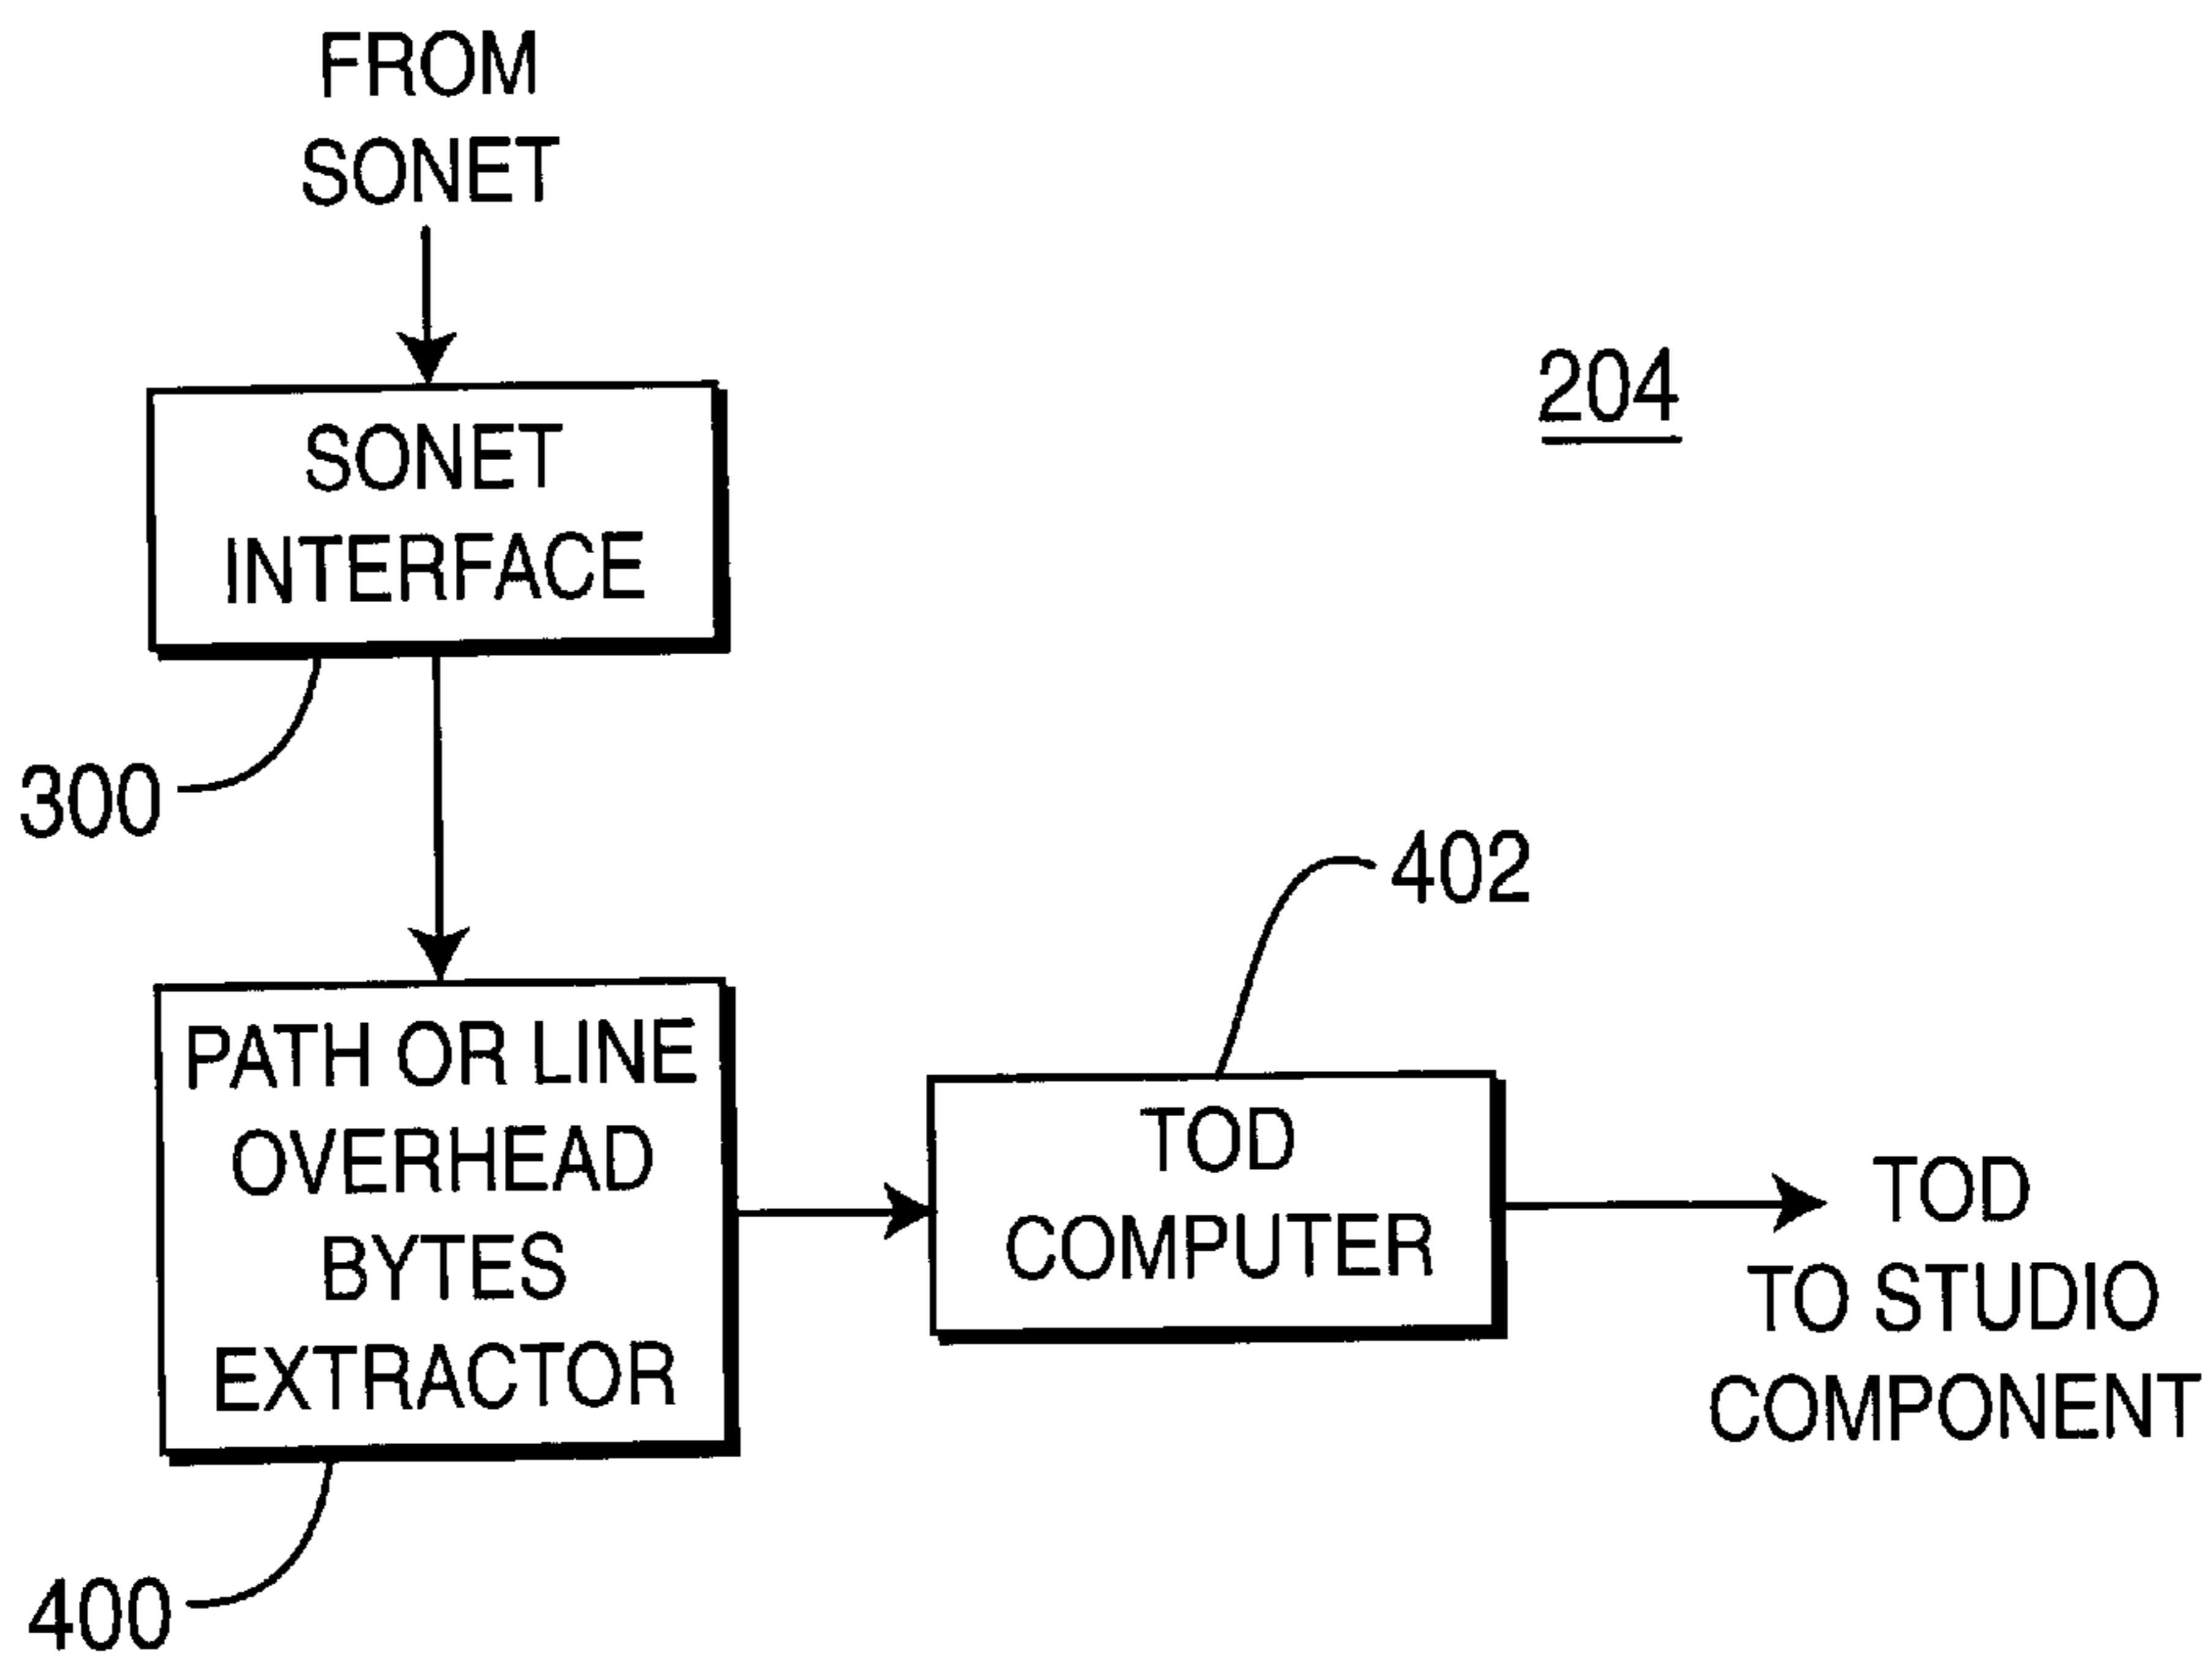 FROM
SONET
204
SONET
INTERFACE
300
402
PATH OR LINE
OVERHEAD
BYTES
EXTRACTOR
TOD
COMPUTER
TOD
TO STUDIO
COMPONENT
400